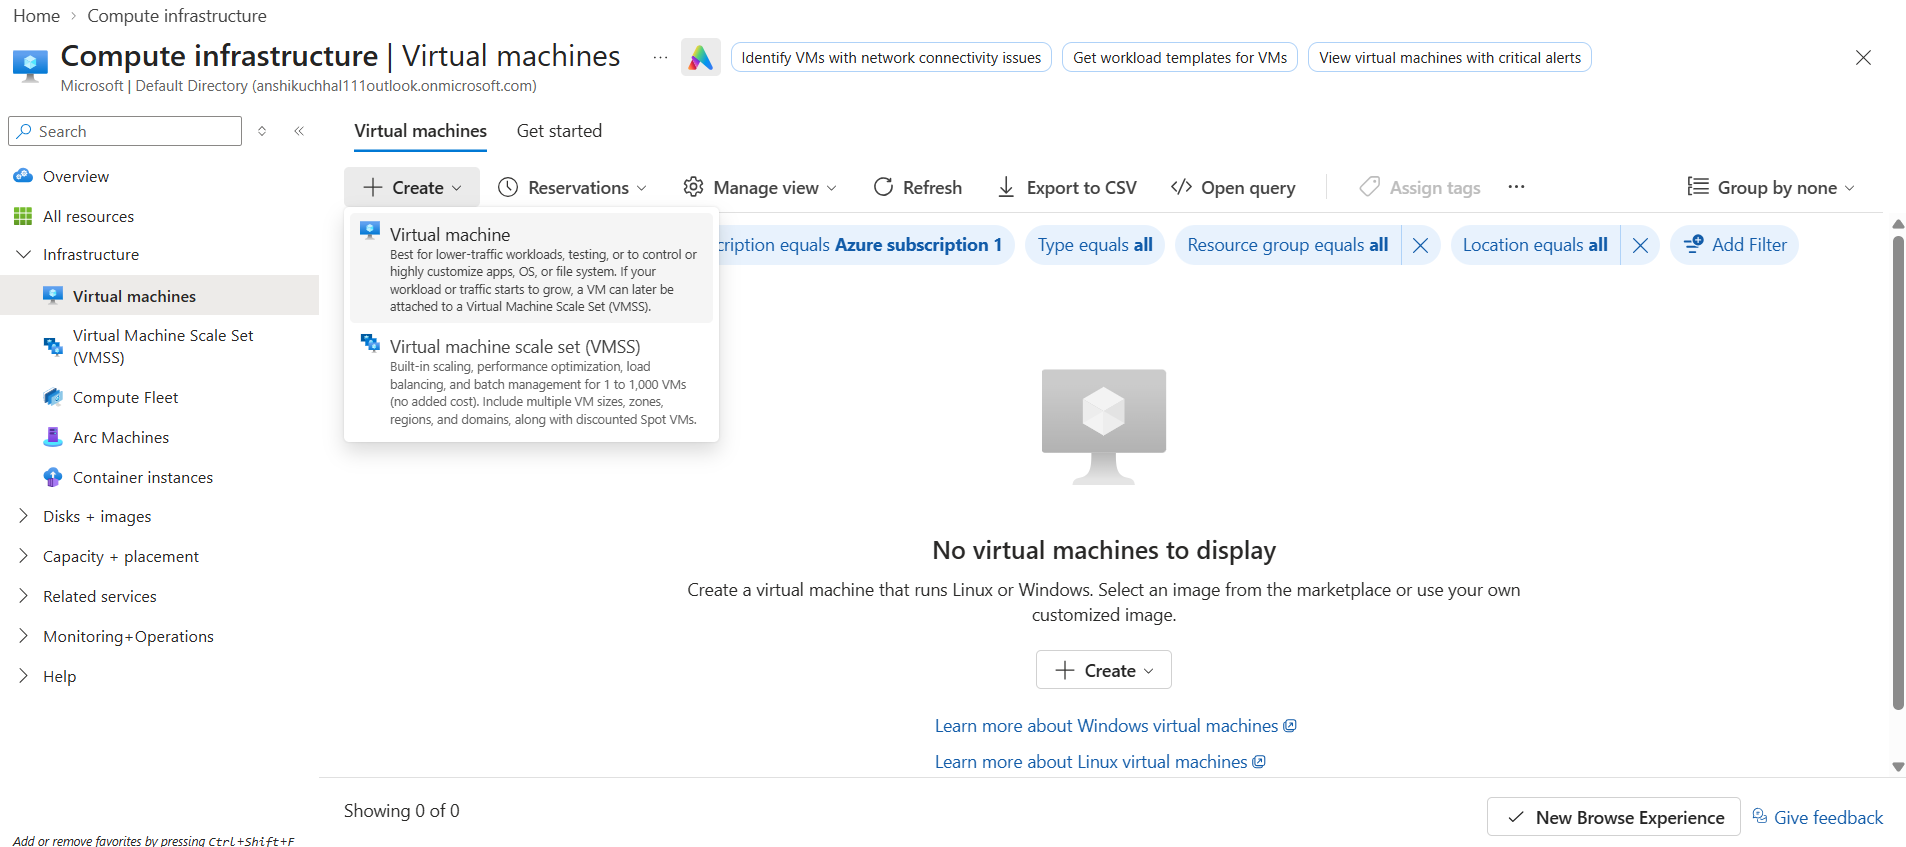 Home > Compute infrastructure
Compute infrastructure | Virtual machines
...
Identify VMs with network connectivity issues
Get workload templates for VMs
View virtual machines with critical alerts
Microsoft | Default Directory (anshikuchhal111outlook.onmicrosoft.com)
Search
Overview
All resources
Infrastructure
Virtual machines
Virtual Machine Scale Set
(VMSS)
Compute Fleet
Arc Machines
Container instances
Disks + images
Capacity + placement
Related services
Monitoring+Operations
Help
Add or remove favorites by pressing Ctrl+Shift+F
Virtual machines
Get started
Create
Reservations
Manage view
Refresh
Export to CSV
Open query
Assign tags
...
Group by none
Virtual machine
Best for lower-traffic workloads, testing, or to control or
highly customize apps, OS, or file system. If your
workload or traffic starts to grow, a VM can later be
attached to a Virtual Machine Scale Set (VMSS).
Virtual machine scale set (VMSS)
Built-in scaling, performance optimization, load
balancing, and batch management for 1 to 1,000 VMs
(no added cost). Include multiple VM sizes, zones,
regions, and domains, along with discounted Spot VMs.
cription equals Azure subscription 1
Type equals all
Resource group equals all
Location equals all
Add Filter
No virtual machines to display
Create a virtual machine that runs Linux or Windows. Select an image from the marketplace or use your own
customized image.
Create
Learn more about Windows virtual machines
Learn more about Linux virtual machines
Showing 0 of 0
New Browse Experience
Give feedback